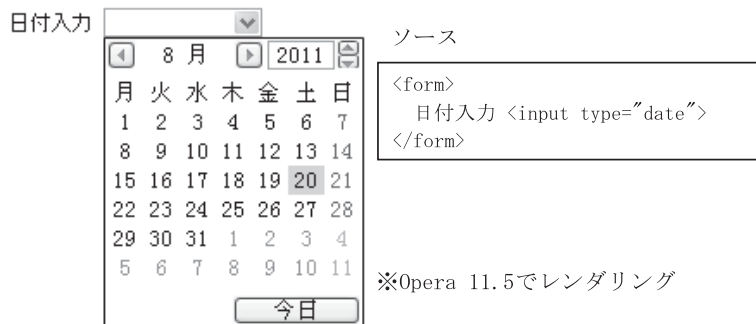 日付入力
8 月 2011
月 火 水 木 金 土 日
1 2 3 4 5 6 7
8 9 10 11 12 13 14
15 16 17 18 19 20 21
22 23 24 25 26 27 28
29 30 31 1 2 3 4
5 6 7 8 9 10 11
今日
ソース
<form>
日付入力 <input type="date">
</form>
※Opera 11.5でレンダリング